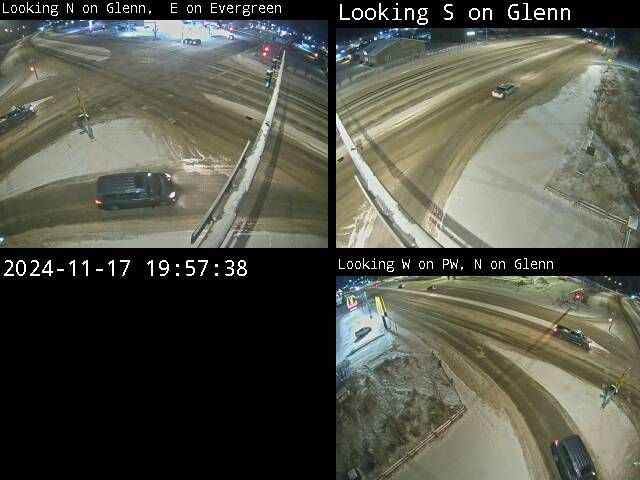 Looking N on Glenn,  E on Evergreen
Looking S on Glenn
2024-11-17 19:57:38
Looking W on PW, N on Glenn